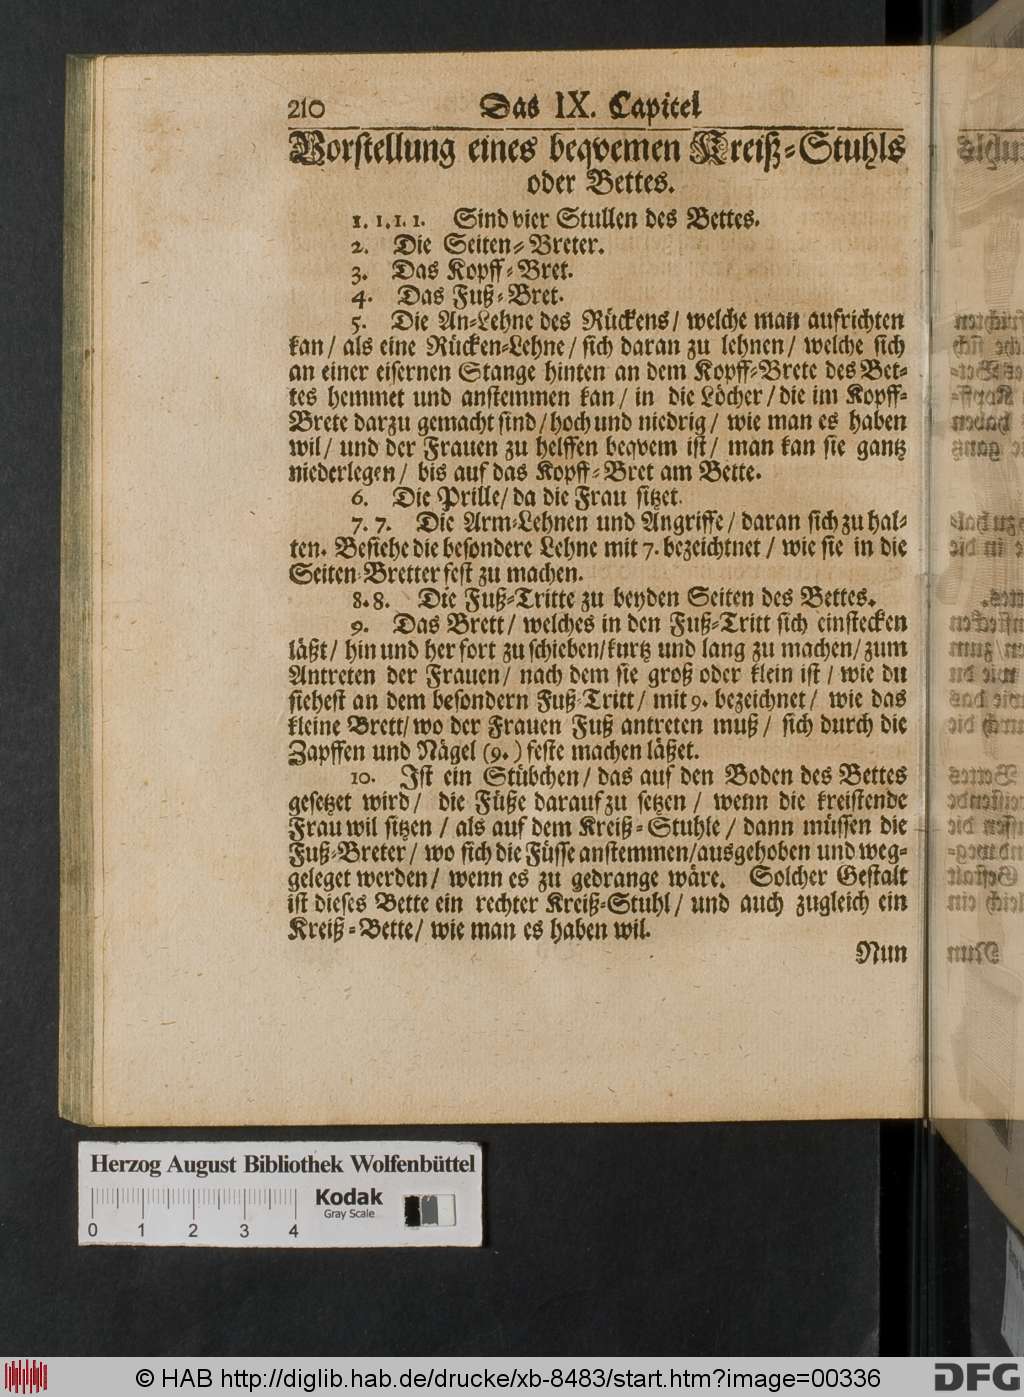 210 Das IX. Capitel
Vorstellung eines beqvemen Kreiß-Stuhls
oder Bettes.
1. 1. 1. 1. Sind vier Stullen des Bettes.
2. Die Seiten-Breter.
3. Das Kopff-Bret.
4. Das Fuß-Bret.
5. Die An-Lehne des Rückens/ welche man aufrichten
kan/ als eine Rücken-Lehne/ sich daran zu lehnen/ welche sich
an einer eisernen Stange hinten an dem Kopff-Brete des Bet-
tes hemmet und anstemmen kan/ in die Löcher/ die im Kopff-
Brete darzu gemacht sind/ hoch und niedrig/ wie man es haben
wil/ und der Frauen zu helffen beqvem ist/ man kan sie gantz
niederlegen/ bis auf das Kopff-Bret am Bette.
6. Die Prille/ da die Frau sitzet.
7. 7. Die Arm-Lehnen und Angriffe/ daran sich zu hal-
ten. Besiehe die besondere Lehne mit 7. bezeichtnet/ wie sie in die
Seiten-Bretter fest zu machen.
8. 8. Die Fuß-Tritte zu beyden Seiten des Bettes.
9. Das Brett/ welches in den Fuß-Tritt sich einstecken
läßt/ hin und her fort zu schieben/ kurtz und lang zu machen/ zum
Antreten der Frauen/ nach dem sie groß oder klein ist/ wie du
siehest an dem besondern Fuß-Tritt/ mit 9. bezeichnet/ wie das
kleine Brett/ wo der Frauen Fuß antreten muß/ sich durch die
Zapffen und Nägel (9.) feste machen läßet.
10. Ist ein Stübchen/ das auf den Boden des Bettes
gesetzet wird/ die Füße darauf zu setzen/ wenn die kreistende
Frau wil sitzen/ als auf dem Kreiß-Stuhle/ dann müssen die
Fuß-Breter/ wo sich die Füsse anstemmen/ ausgehoben und weg-
geleget werden/ wenn es zu gedrange wäre. Solcher Gestalt
ist dieses Bette ein rechter Kreiß-Stuhl/ und auch zugleich ein
Kreiß-Bette/ wie man es haben wil.
Nun
Herzog August Bibliothek Wolfenbüttel
Kodak
Gray Scale
0 1 2 3 4
© HAB http://diglib.hab.de/drucke/xb-8483/start.htm?image=00336
DFG